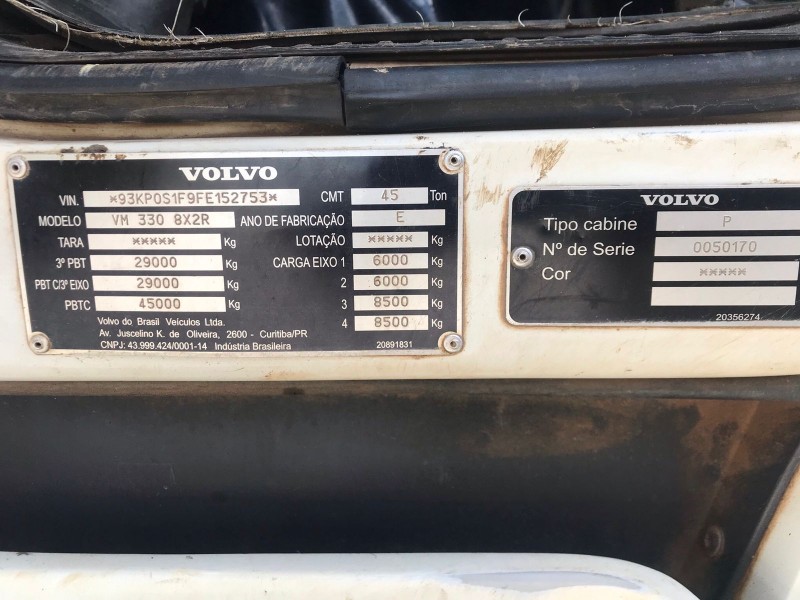 VOLVO
VIN. *93KP0S1F9FE152753* CMT 45 Ton
MODELO VM 330 8X2R ANO DE FABRICAÇÃO E
TARA ***** Kg LOTAÇÃO ***** Kg
3º PBT 29000 Kg CARGA EIXO 1 6000 Kg
PBT C/3º EIXO 29000 Kg 2 6000 Kg
PBTC 45000 Kg 3 8500 Kg
4 8500 Kg
Volvo do Brasil Veículos Ltda.
Av. Juscelino K. de Oliveira, 2600 - Curitiba/PR
CNPJ: 43.999.424/0001-14 Indústria Brasileira 20891831
VOLVO
Tipo cabine P
Nº de Serie 0050170
Cor *****
20356274